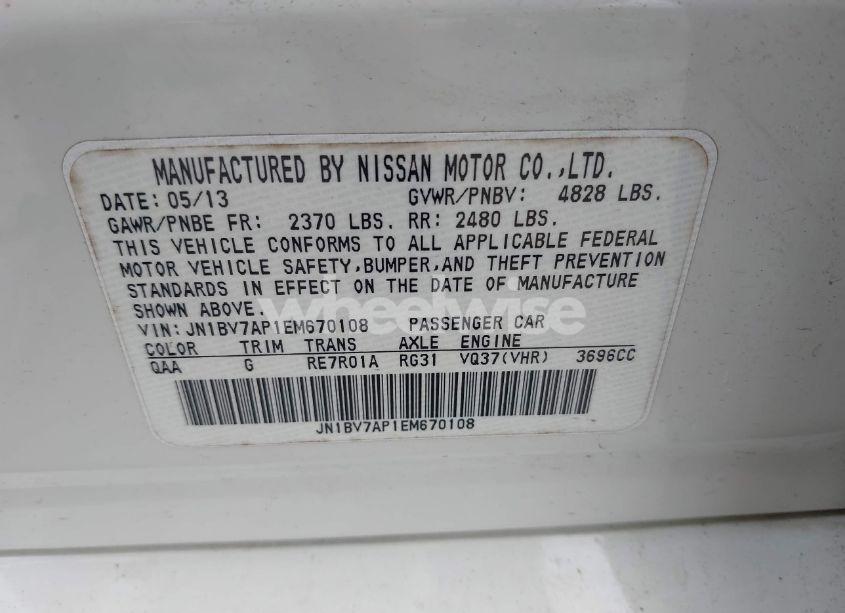 MANUFACTURED BY NISSAN MOTOR CO.,LTD.
DATE: 05/13 GVWR/PNBV: 4828 LBS.
GAWR/PNBE FR: 2370 LBS. RR: 2480 LBS.
THIS VEHICLE CONFORMS TO ALL APPLICABLE FEDERAL
MOTOR VEHICLE SAFETY,BUMPER,AND THEFT PREVENTION
STANDARDS IN EFFECT ON THE DATE OF MANUFACTURE
SHOWN ABOVE.
wheelwise
VIN:JN1BV7AP1EM670108 PASSENGER CAR
COLOR TRIM TRANS AXLE ENGINE
QAA G RE7R01A RG31 VQ37(VHR) 3696CC
JN1BV7AP1EM670108